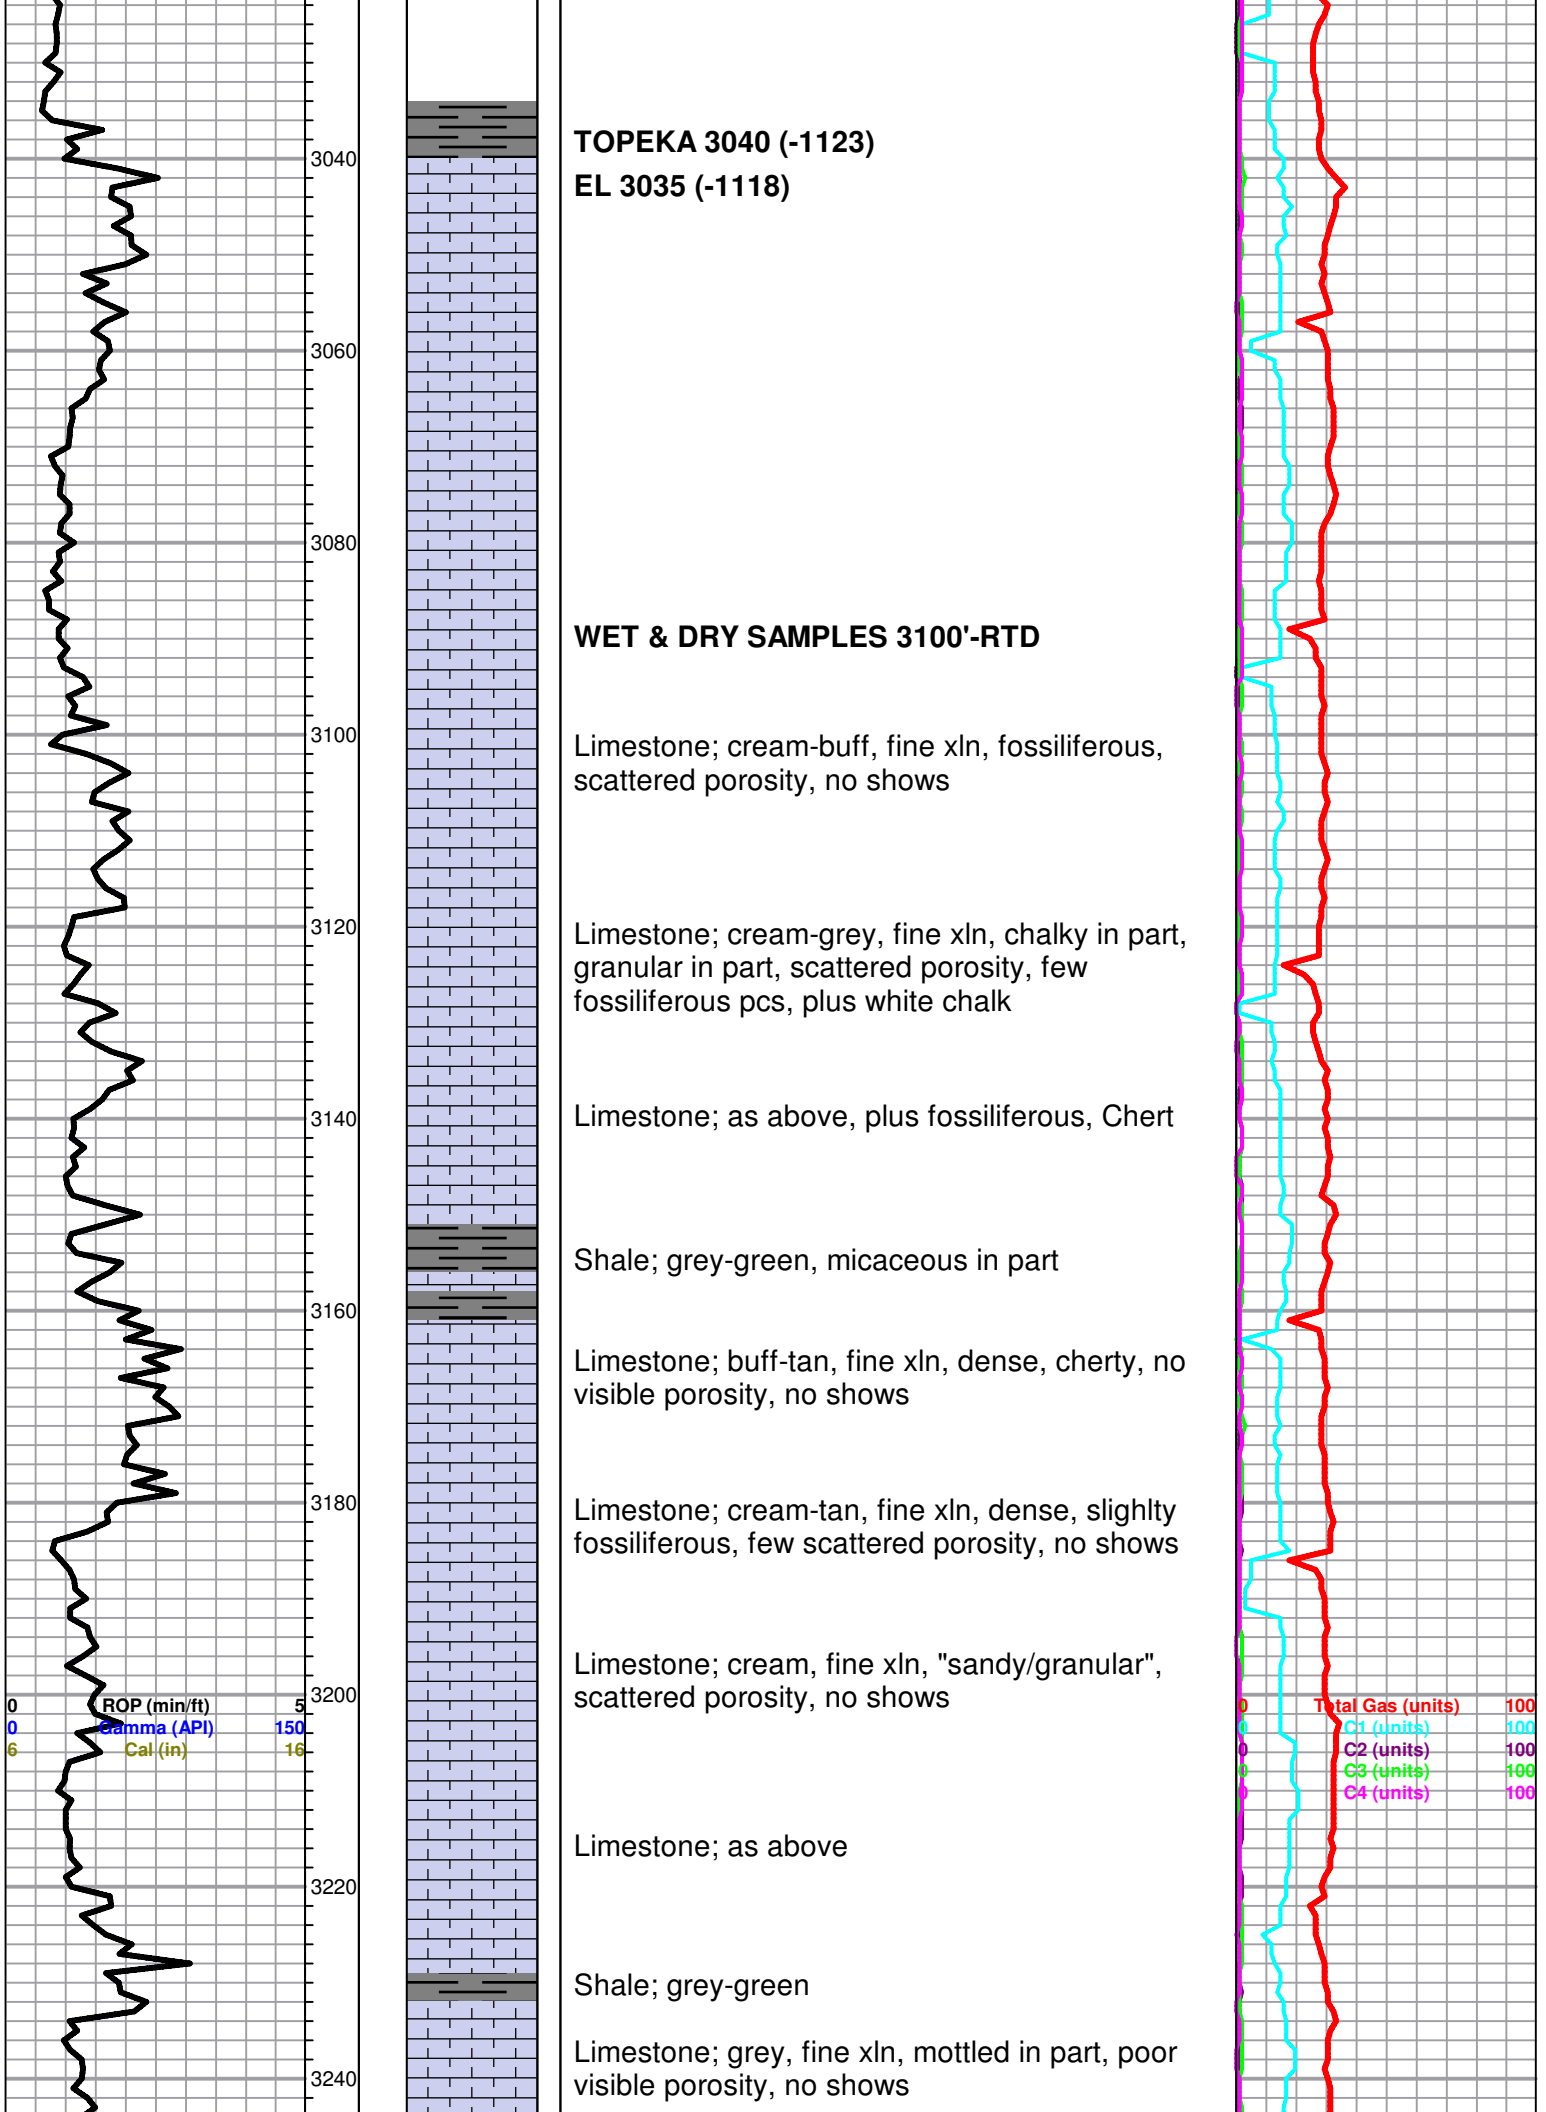 TOPEKA 3040 (-1123)
3040
EL 3035 (-1118)
3060
3080
WET & DRY SAMPLES 3100'-RTD
3100
Limestone; cream-buff, fine xln, fossiliferous,
scattered porosity, no shows
3120
Limestone; cream-grey, fine xln, chalky in part,
granular in part, scattered porosity, few
fossiliferous pcs, plus white chalk
3140
Limestone; as above, plus fossiliferous, Chert
Shale; grey-green, micaceous in part
3160
Limestone; buff-tan, fine xln, dense, cherty, no
visible porosity, no shows
3180
Limestone; cream-tan, fine xln, dense, slighlty
fossiliferous, few scattered porosity, no shows
Limestone; cream, fine xln, "sandy/granular",
scattered porosity, no shows
3200
0 ROP (min/ft) 5
0 Gamma (API) 150
6 Cal (in) 16
0 Total Gas (units) 100
0 C1 (units) 100
0 C2 (units) 100
0 C3 (units) 100
0 C4 (units) 100
Limestone; as above
3220
Shale; grey-green
Limestone; grey, fine xln, mottled in part, poor
visible porosity, no shows
3240